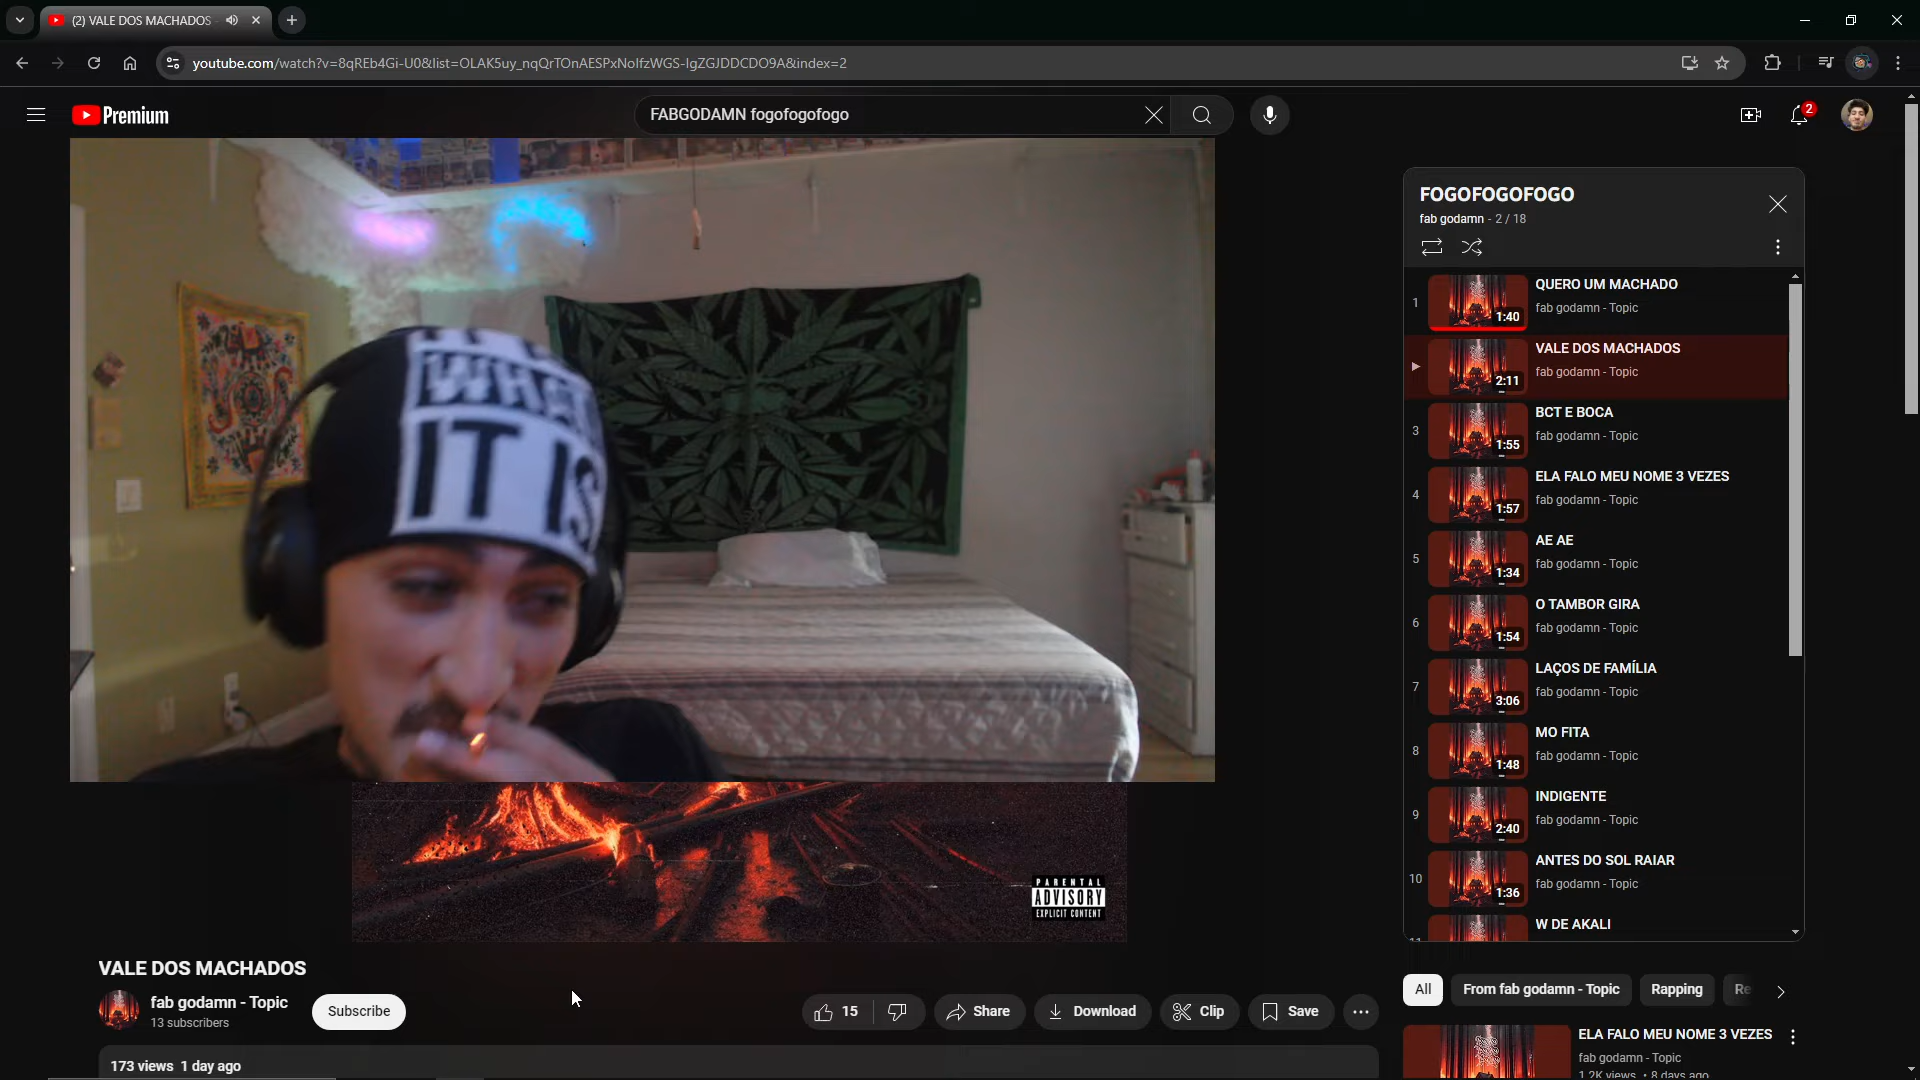 (2) VALE DOS MACHADOS
youtube.com/watch?v=8qREb4Gi-U0&list=OLAK5uy_nqQrTOnAESPxNolfzWGS-IgZGJDDCDO9A&index=2
Premium
FABGODAMN fogofogofogo
2
WHAT
IT IS
PARENTAL
ADVISORY
EXPLICIT CONTENT
FOGOFOGOFOGO
fab godamn - 2 / 18
1
1:40
QUERO UM MACHADO
fab godamn - Topic
2:11
VALE DOS MACHADOS
fab godamn - Topic
3
1:55
BCT E BOCA
fab godamn - Topic
4
1:57
ELA FALO MEU NOME 3 VEZES
fab godamn - Topic
5
1:34
AE AE
fab godamn - Topic
6
1:54
O TAMBOR GIRA
fab godamn - Topic
7
3:06
LAÇOS DE FAMÍLIA
fab godamn - Topic
8
1:48
MO FITA
fab godamn - Topic
9
2:40
INDIGENTE
fab godamn - Topic
10
1:36
ANTES DO SOL RAIAR
fab godamn - Topic
W DE AKALI
VALE DOS MACHADOS
fab godamn - Topic
13 subscribers
Subscribe
15
Share
Download
Clip
Save
173 views 1 day ago
All
From fab godamn - Topic
Rapping
Re
ELA FALO MEU NOME 3 VEZES
fab godamn - Topic
1.2K views • 8 days ago